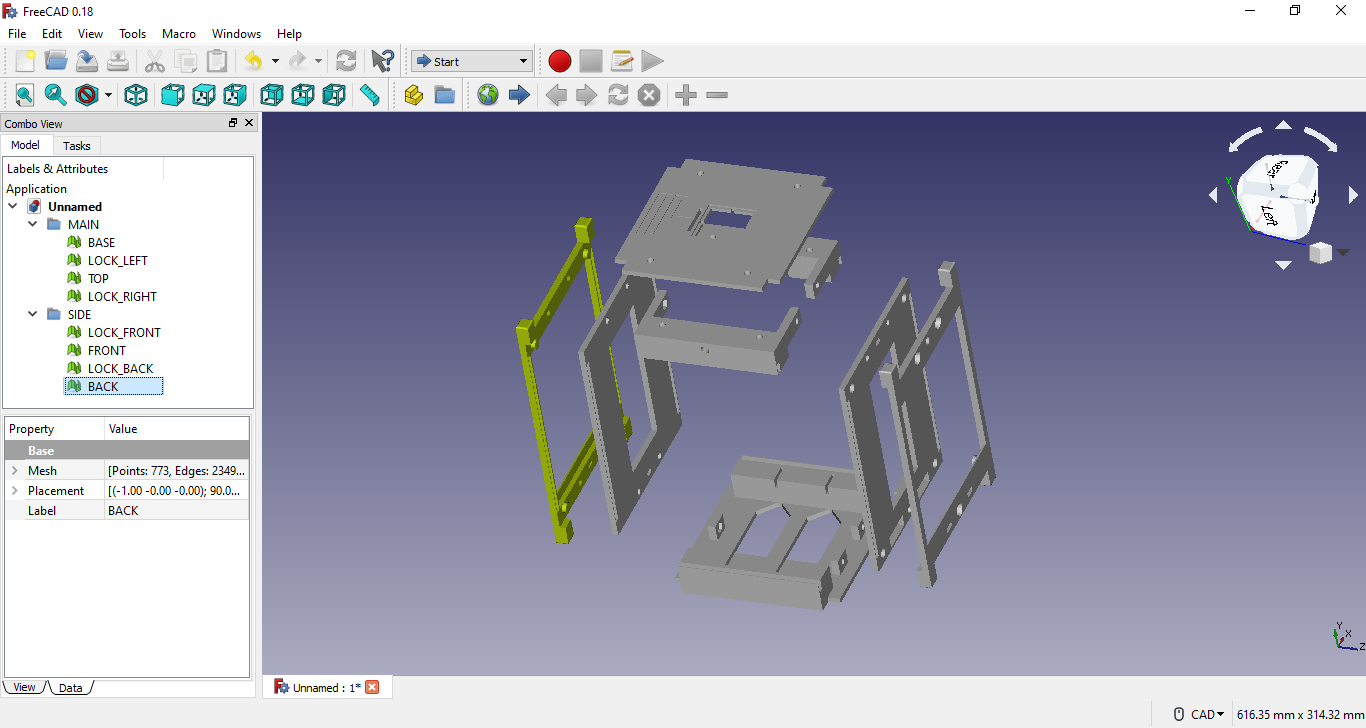 FreeCAD 0.18
File Edit View Tools Macro Windows Help
Start
Combo View
Model Tasks
Labels & Attributes
Application
Unnamed
MAIN
BASE
LOCK_LEFT
TOP
LOCK_RIGHT
SIDE
LOCK_FRONT
FRONT
LOCK_BACK
BACK
Property Value
Base
Mesh [Points: 773, Edges: 2349...
Placement [(-1.00 -0.00 -0.00); 90.0...
Label BACK
View Data
Unnamed : 1*
Y
Left
Y
X
Z
CAD 616.35 mm x 314.32 mm